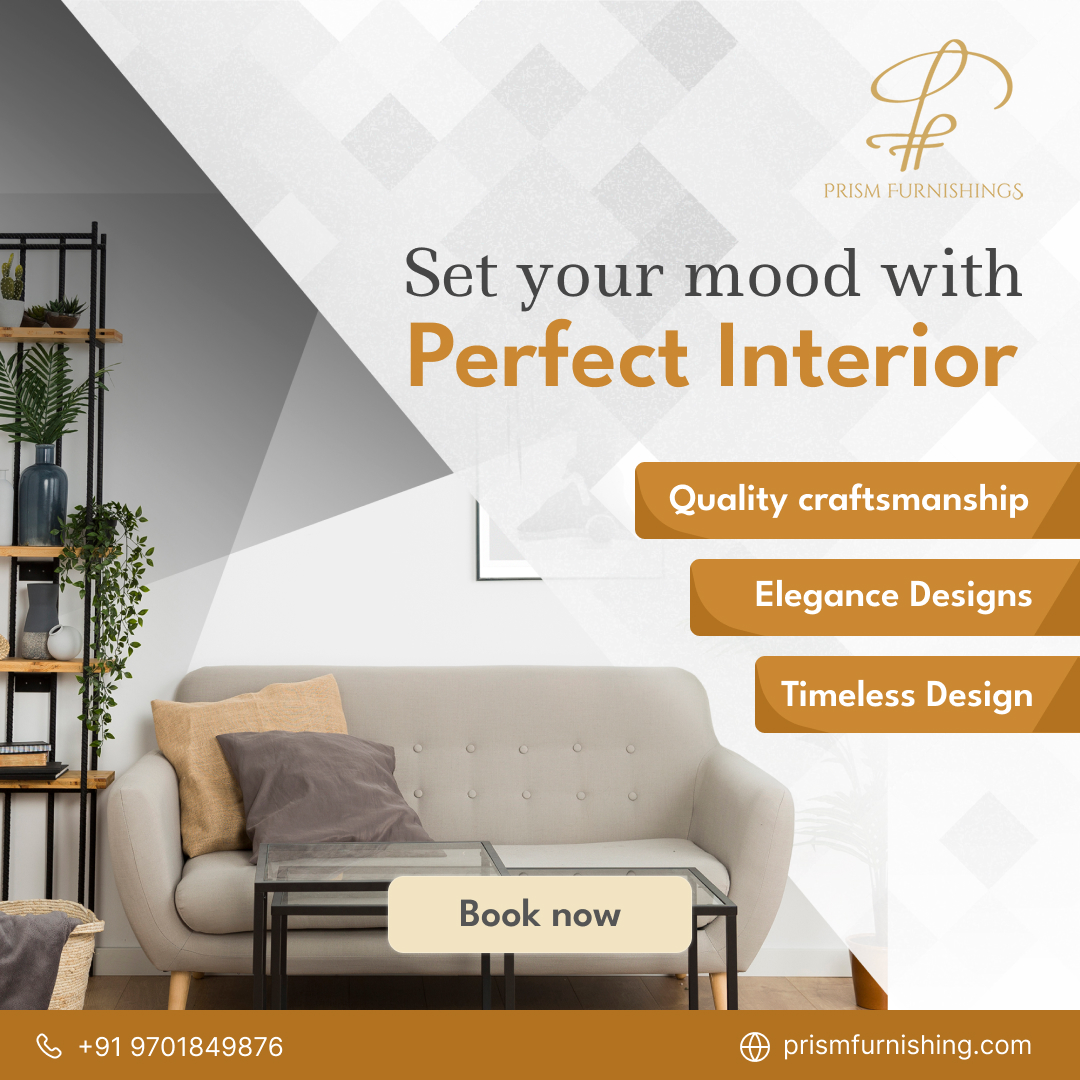 PRISM FURNISHINGS
Set your mood with
Perfect Interior
Quality craftsmanship
Elegance Designs
Timeless Design
Book now
+91 9701849876
prismfurnishing.com